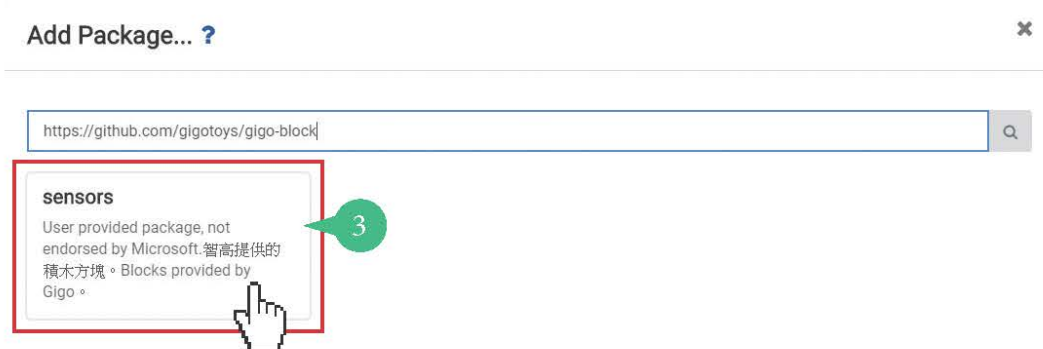 Add Package... ?
https://github.com/gigotoys/gigo-block
sensors
User provided package, not
endorsed by Microsoft.智高提供的
積木方塊。Blocks provided by
Gigo。
3